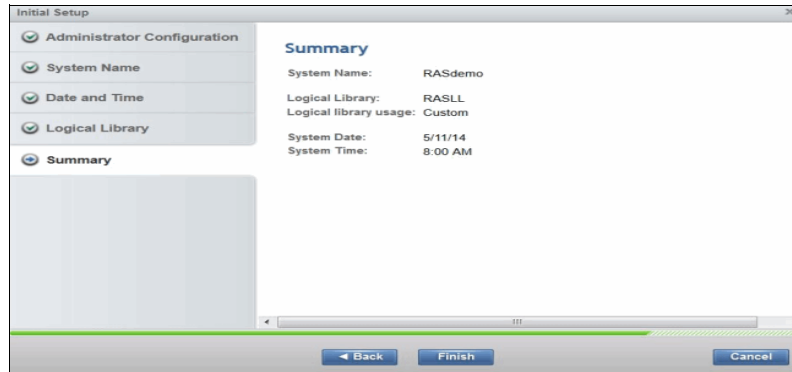 Initial Setup
Administrator Configuration
System Name
Date and Time
Logical Library
Summary
Summary
System Name: RASdemo
Logical Library: RASLL
Logical library usage: Custom
System Date: 5/11/14
System Time: 8:00 AM
Back
Finish
Cancel